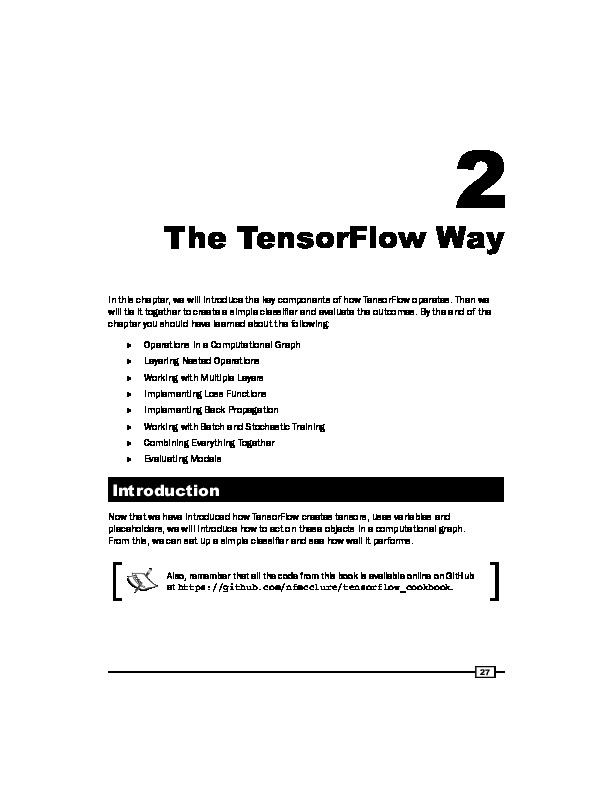 2
The TensorFlow Way
In this chapter, we will introduce the key components of how TensorFlow operates. Then we
will tie it together to create a simple classifier and evaluate the outcomes. By the end of the
chapter you should have learned about the following:
► Operations in a Computational Graph
► Layering Nested Operations
► Working with Multiple Layers
► Implementing Loss Functions
► Implementing Back Propagation
► Working with Batch and Stochastic Training
► Combining Everything Together
► Evaluating Models
Introduction
Now that we have introduced how TensorFlow creates tensors, uses variables and
placeholders, we will introduce how to act on these objects in a computational graph.
From this, we can set up a simple classifier and see how well it performs.
Also, remember that all the code from this book is available online on GitHub
at https://github.com/nfmcclure/tensorflow_cookbook.
27